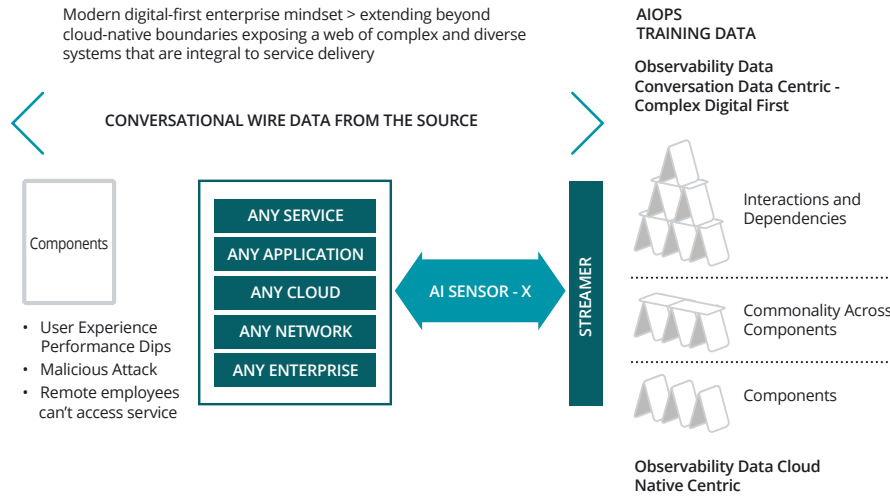 Modern digital-first enterprise mindset > extending beyond
cloud-native boundaries exposing a web of complex and diverse
systems that are integral to service delivery
CONVERSATIONAL WIRE DATA FROM THE SOURCE
Components
• User Experience
Performance Dips
• Malicious Attack
• Remote employees
can’t access service
ANY SERVICE
ANY APPLICATION
ANY CLOUD
ANY NETWORK
ANY ENTERPRISE
AI SENSOR - X
STREAMER
AIOPS
TRAINING DATA
Observability Data
Conversation Data Centric -
Complex Digital First
Interactions and
Dependencies
Commonality Across
Components
Components
Observability Data Cloud
Native Centric